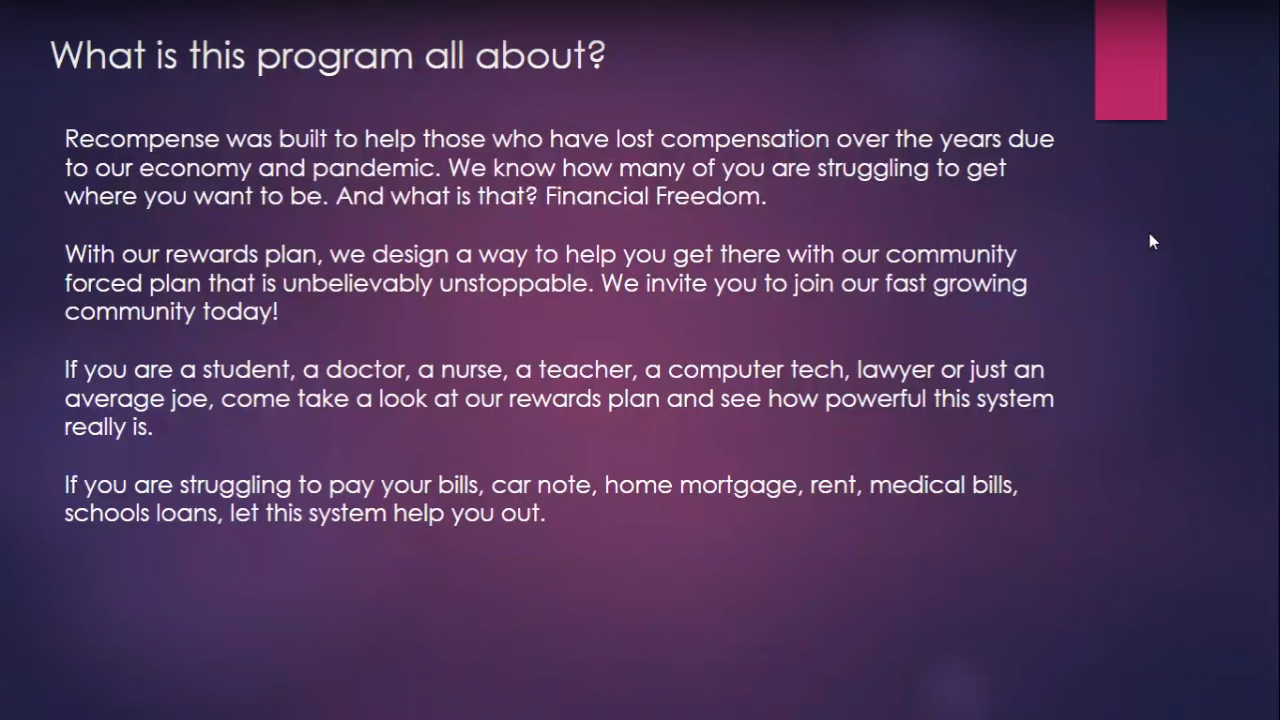 What is this program all about?
Recompense was built to help those who have lost compensation over the years due
to our economy and pandemic. We know how many of you are struggling to get
where you want to be. And what is that? Financial Freedom.
With our rewards plan, we design a way to help you get there with our community
forced plan that is unbelievably unstoppable. We invite you to join our fast growing
community today!
If you are a student, a doctor, a nurse, a teacher, a computer tech, lawyer or just an
average joe, come take a look at our rewards plan and see how powerful this system
really is.
If you are struggling to pay your bills, car note, home mortgage, rent, medical bills,
schools loans, let this system help you out.